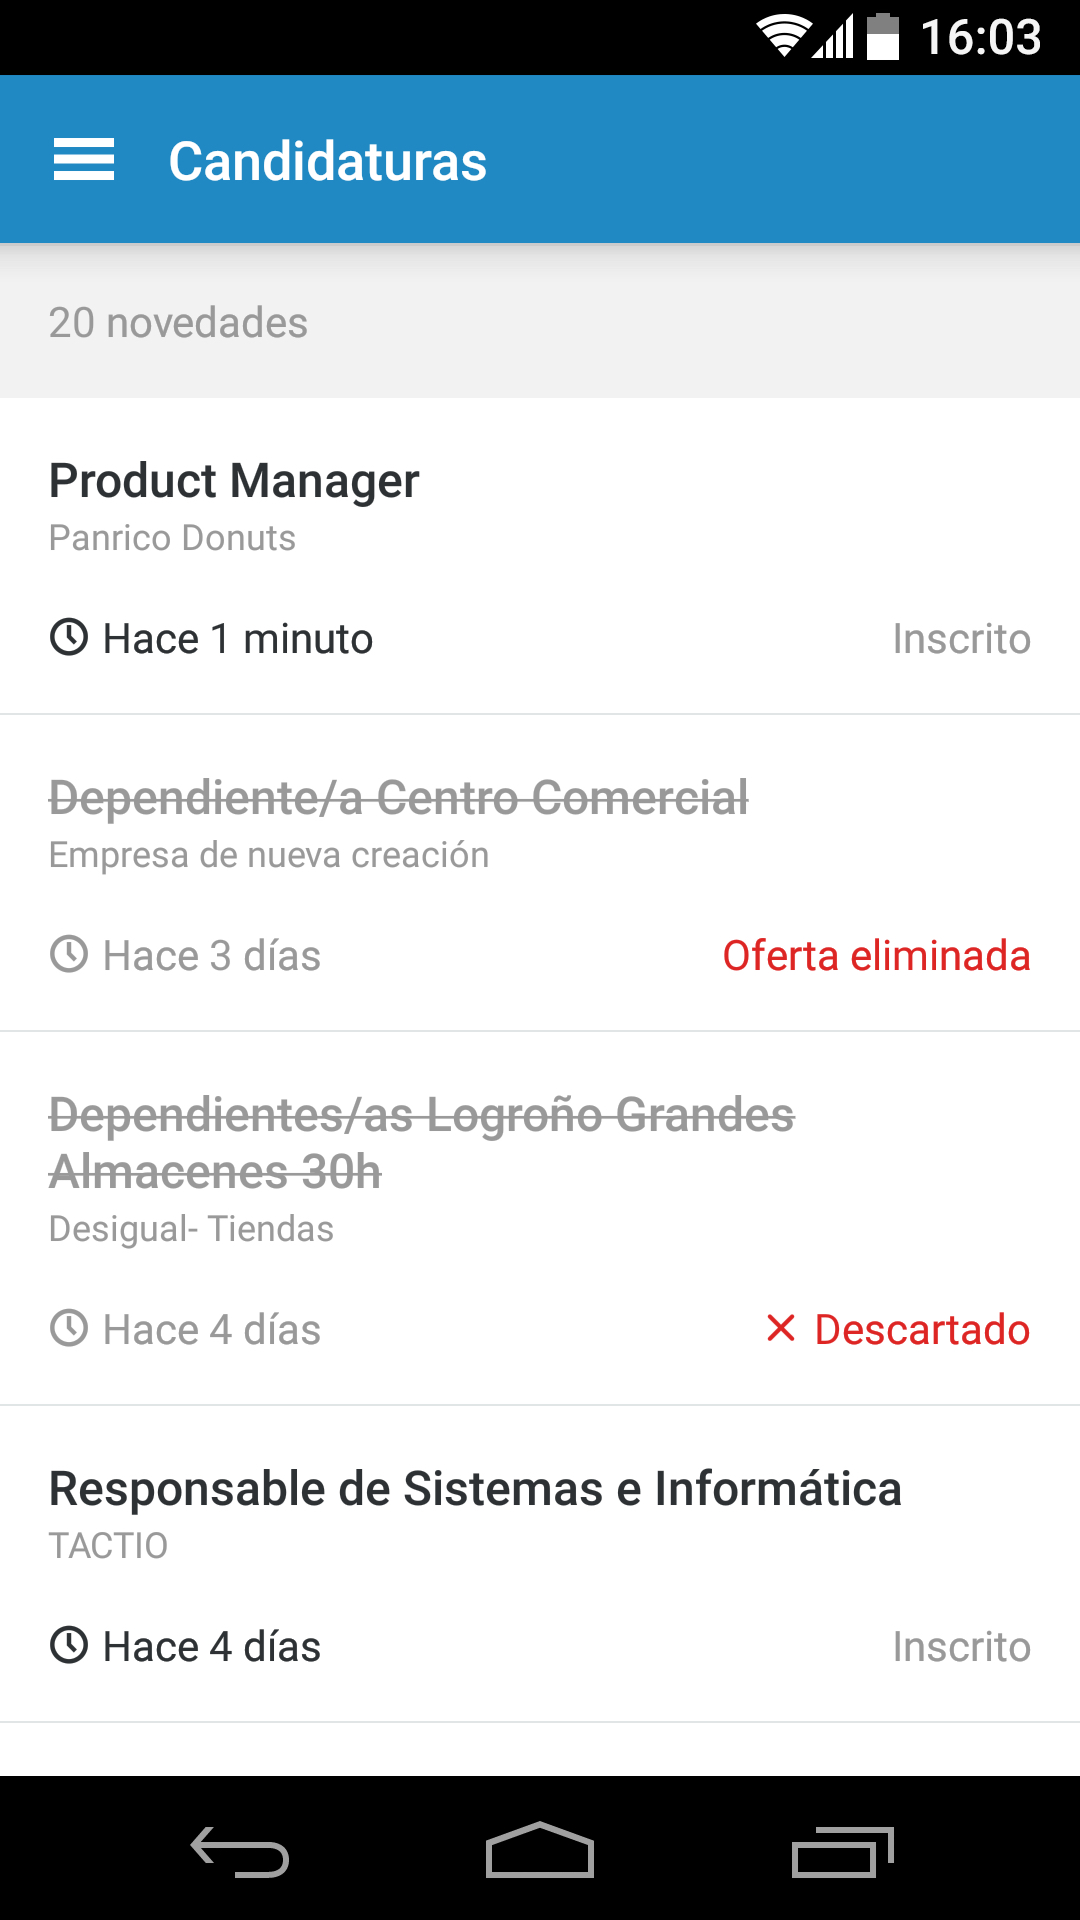 16:03
Candidaturas
20 novedades
Product Manager
Panrico Donuts
Hace 1 minuto
Inscrito
Dependiente/a Centro Comercial
Empresa de nueva creación
Hace 3 días
Oferta eliminada
Dependientes/as Logroño Grandes
Almacenes 30h
Desigual- Tiendas
Hace 4 días
Descartado
Responsable de Sistemas e Informática
TACTIO
Hace 4 días
Inscrito